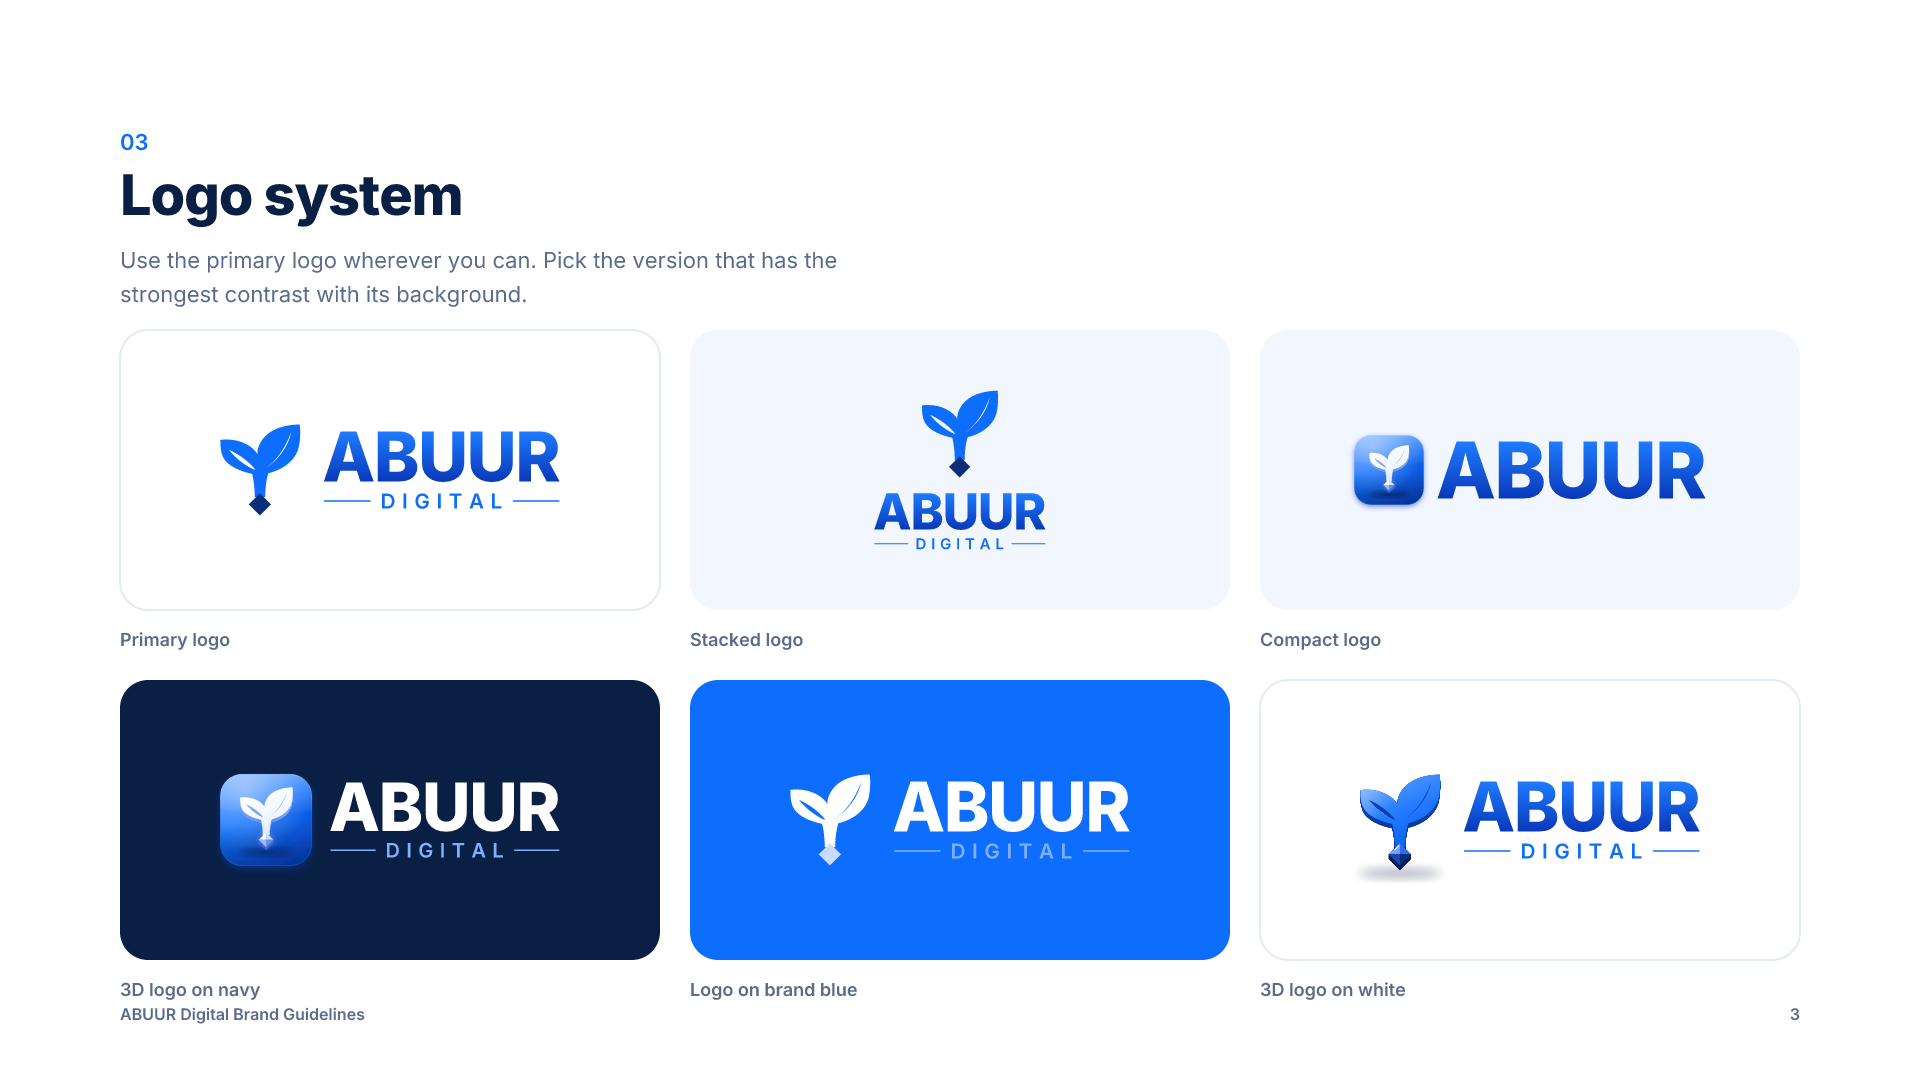 03
Logo system
Use the primary logo wherever you can. Pick the version that has the
strongest contrast with its background.
ABUUR
DIGITAL
ABUUR
DIGITAL
ABUUR
Primary logo
Stacked logo
Compact logo
ABUUR
DIGITAL
ABUUR
DIGITAL
ABUUR
DIGITAL
3D logo on navy
Logo on brand blue
3D logo on white
ABUUR Digital Brand Guidelines
3